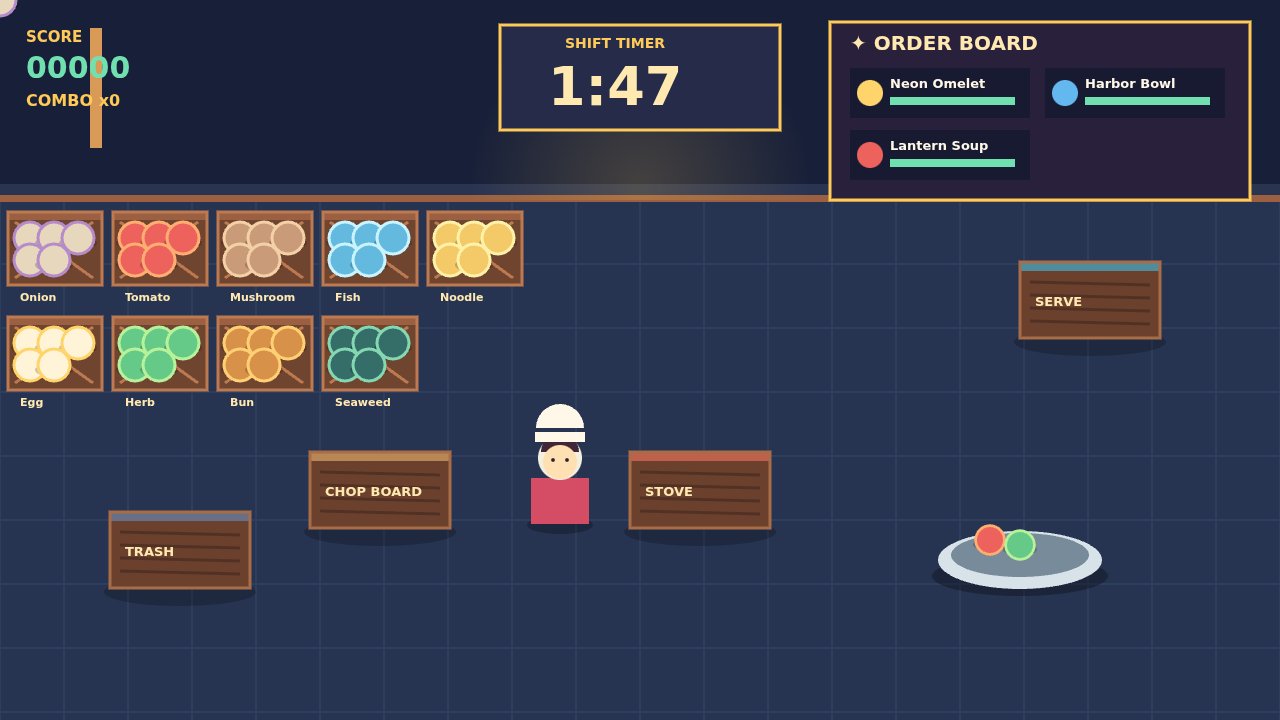 SCORE
00000
COMBO x0
SHIFT TIMER
1:47
✦ ORDER BOARD
Neon Omelet
Harbor Bowl
Lantern Soup
Onion
Tomato
Mushroom
Fish
Noodle
Egg
Herb
Bun
Seaweed
SERVE
CHOP BOARD
STOVE
TRASH